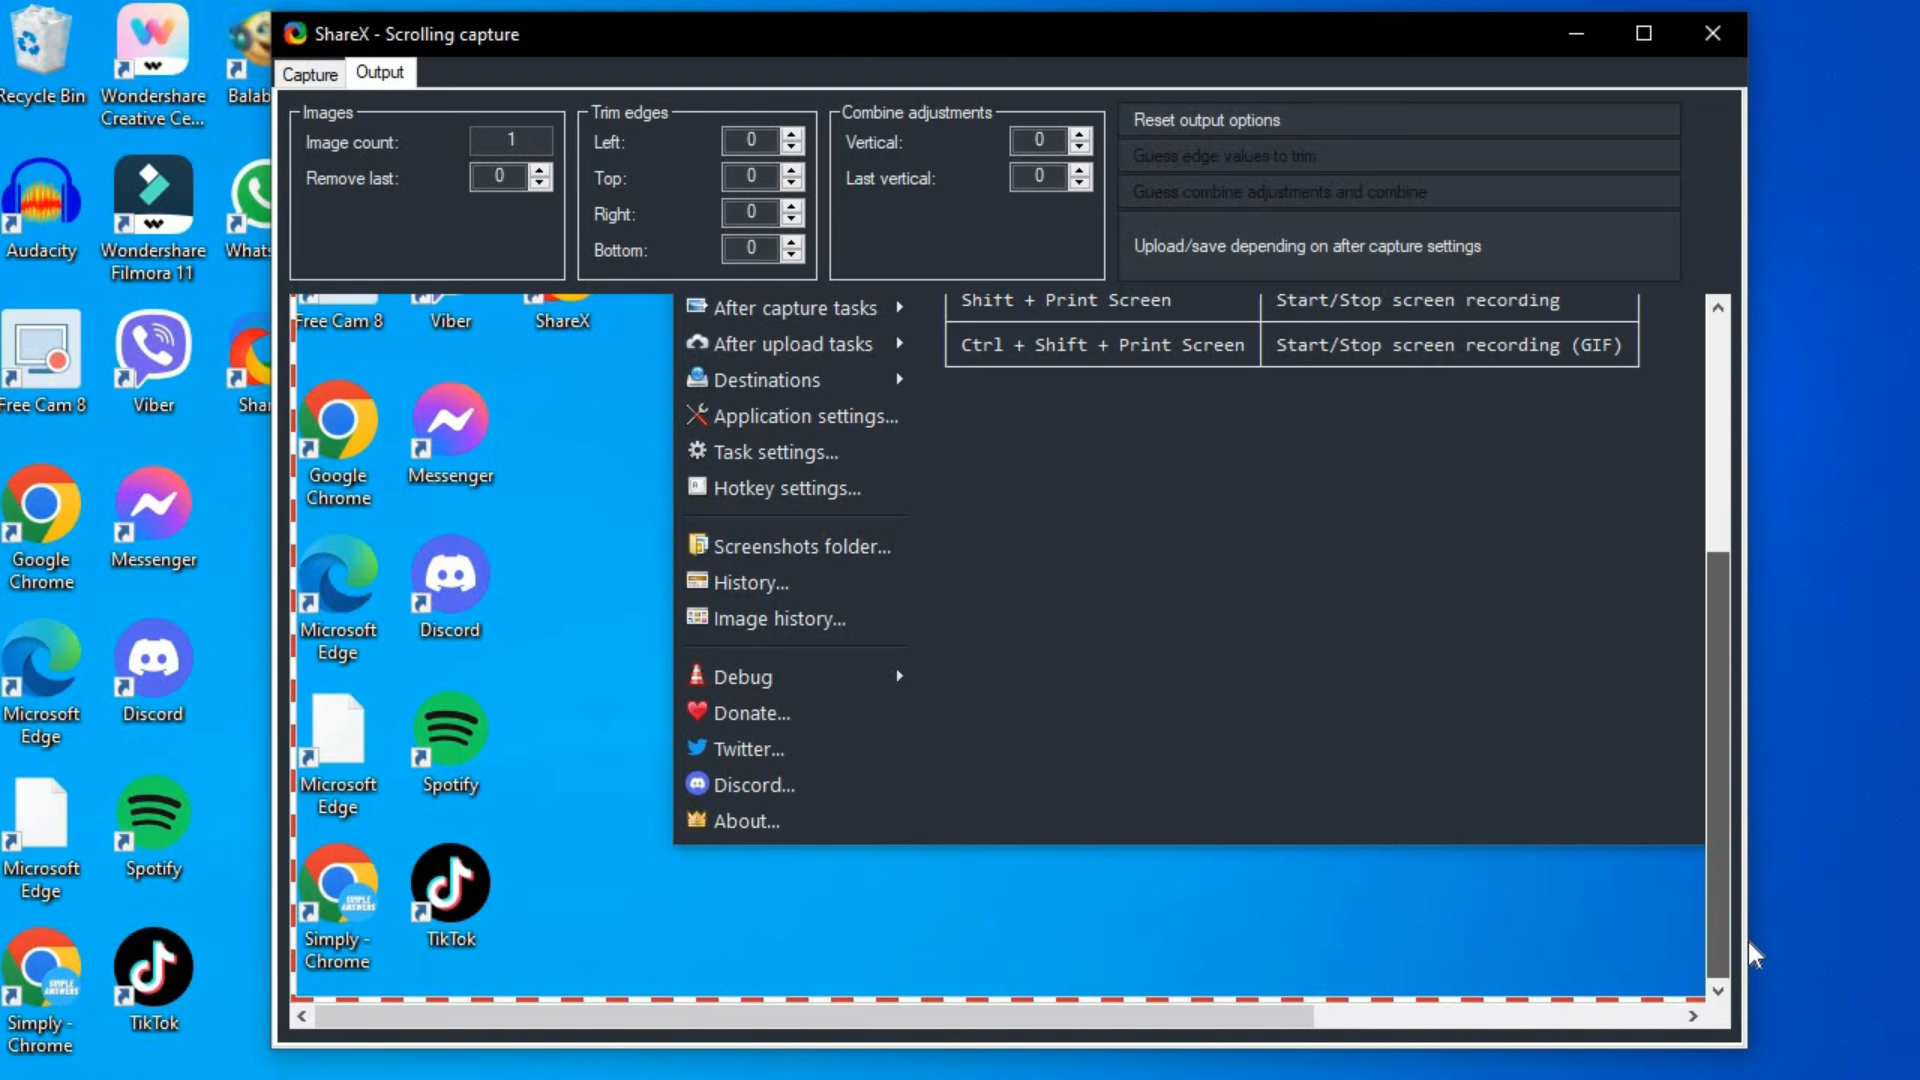 ShareX - Scrolling capture
Capture
Output
Images
Image count:
1
Remove last:
0
Trim edges
Left:
0
Top:
0
Right:
0
Bottom:
0
Combine adjustments
Vertical:
0
Last vertical:
0
Reset output options
Guess edge values to trim
Guess combine adjustments and combine
Upload/save depending on after capture settings
Recycle Bin
Wondershare
Creative Ce...
Audacity
Wondershare
Filmora 11
Free Cam 8
Viber
Google
Chrome
Messenger
Microsoft
Edge
Discord
Microsoft
Edge
Spotify
Simply -
Chrome
TikTok
Free Cam 8
Viber
ShareX
Google
Chrome
Messenger
Microsoft
Edge
Discord
Microsoft
Edge
Spotify
SIMPLE
ANSWERS
Simply -
Chrome
TikTok
After capture tasks
After upload tasks
Destinations
Application settings...
Task settings...
Hotkey settings...
Screenshots folder...
History...
Image history...
Debug
Donate...
Twitter...
Discord...
About...
Shift + Print Screen
Start/Stop screen recording
Ctrl + Shift + Print Screen
Start/Stop screen recording (GIF)